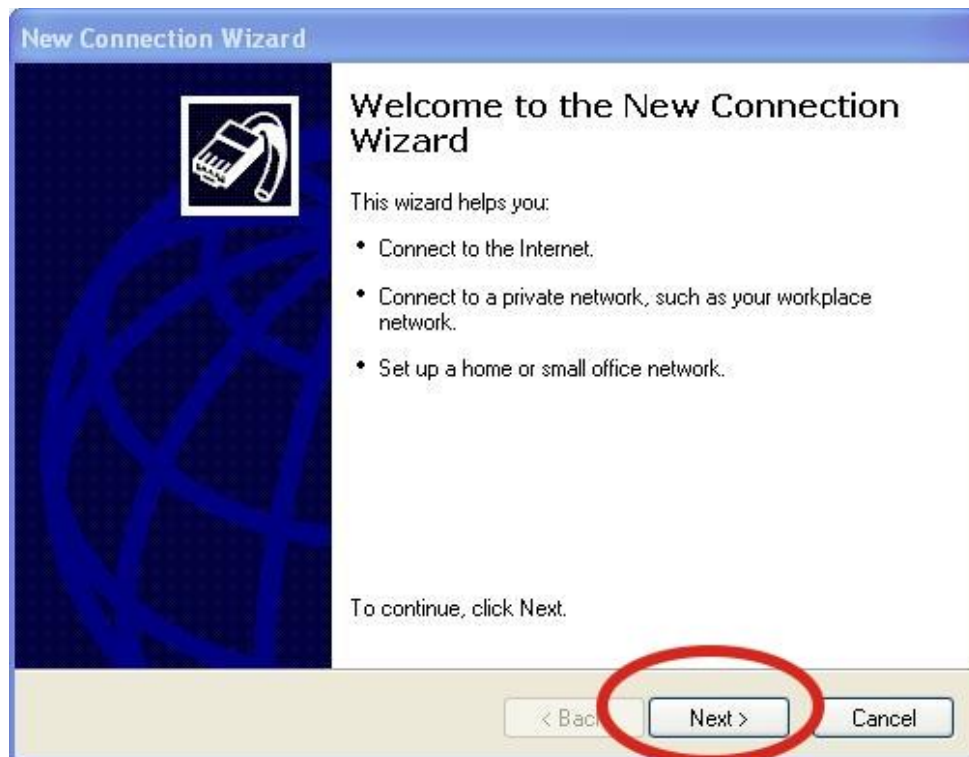 New Connection Wizard
Welcome to the New Connection
Wizard
This wizard helps you:
• Connect to the Internet.
• Connect to a private network, such as your workplace
network.
• Set up a home or small office network.
To continue, click Next.
< Bac Next > Cancel